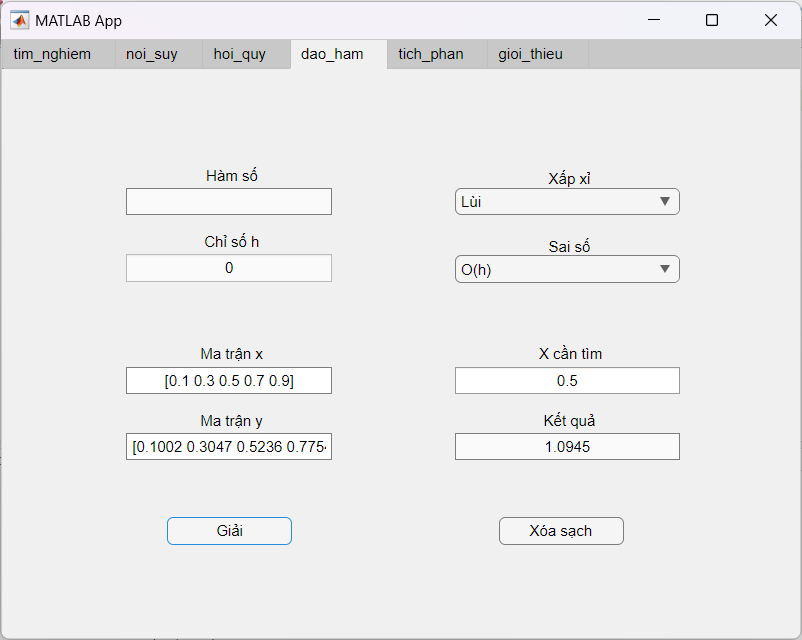 MATLAB App
tim_nghiem noi_suy hoi_quy dao_ham tich_phan gioi_thieu
Hàm số
Xấp xỉ
Lùi
Chỉ số h
0
Sai số
O(h)
Ma trận x
[0.1 0.3 0.5 0.7 0.9]
X cần tìm
0.5
Ma trận y
[0.1002 0.3047 0.5236 0.775
Kết quả
1.0945
Giải
Xóa sạch